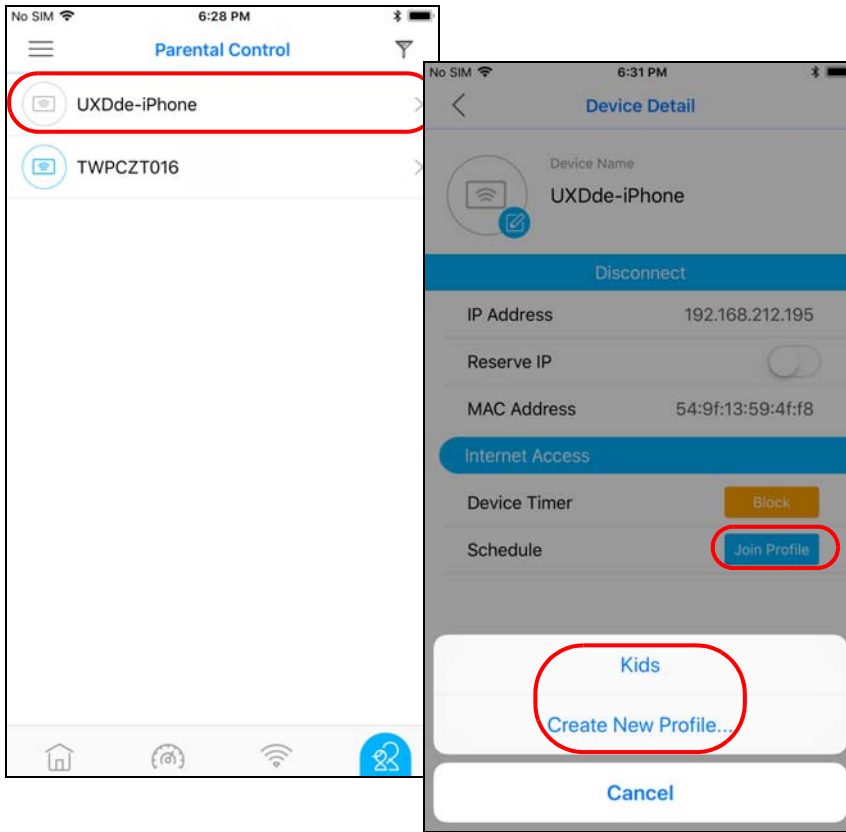 No SIM 6:28 PM
Parental Control
UXDde-iPhone
TWPCZT016
No SIM 6:31 PM
Device Detail
Device Name
UXDde-iPhone
Disconnect
IP Address 192.168.212.195
Reserve IP
MAC Address 54:9f:13:59:4f:f8
Internet Access
Device Timer Block
Schedule Join Profile
Kids
Create New Profile...
Cancel